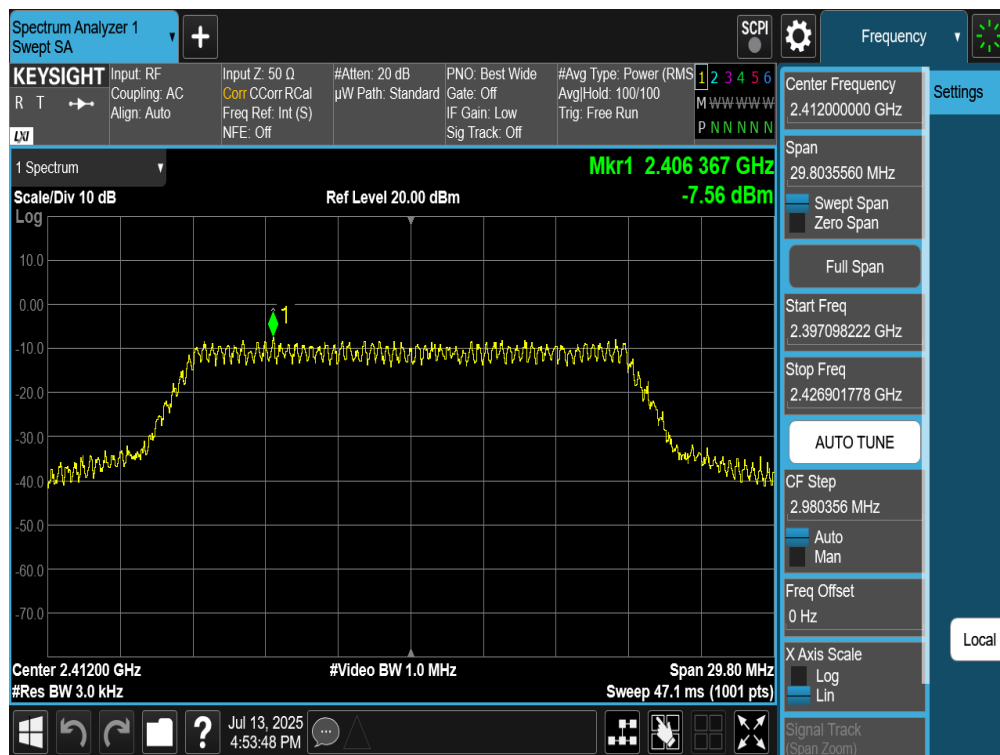 Spectrum Analyzer 1
Swept SA
+
SCPI
Frequency
KEYSIGHT
R T
LXI
Input: RF
Coupling: AC
Align: Auto
Input Z: 50 Ω
Corr CCorr RCal
Freq Ref: Int (S)
NFE: Off
#Atten: 20 dB
µW Path: Standard
PNO: Best Wide
Gate: Off
IF Gain: Low
Sig Track: Off
#Avg Type: Power (RMS
Avg|Hold: 100/100
Trig: Free Run
1 2 3 4 5 6
M W W W W W
P N N N N N
1 Spectrum
Scale/Div 10 dB
Log
Ref Level 20.00 dBm
Mkr1 2.406 367 GHz
-7.56 dBm
10.0
0.00
1
-10.0
-20.0
-30.0
-40.0
-50.0
-60.0
-70.0
Center 2.41200 GHz
#Res BW 3.0 kHz
#Video BW 1.0 MHz
Span 29.80 MHz
Sweep 47.1 ms (1001 pts)
Jul 13, 2025
4:53:48 PM
?
Center Frequency
2.412000000 GHz
Span
29.8035560 MHz
Swept Span
Zero Span
Full Span
Start Freq
2.397098222 GHz
Stop Freq
2.426901778 GHz
AUTO TUNE
CF Step
2.980356 MHz
Auto
Man
Freq Offset
0 Hz
X Axis Scale
Log
Lin
Signal Track
(Span Zoom)
Settings
Local